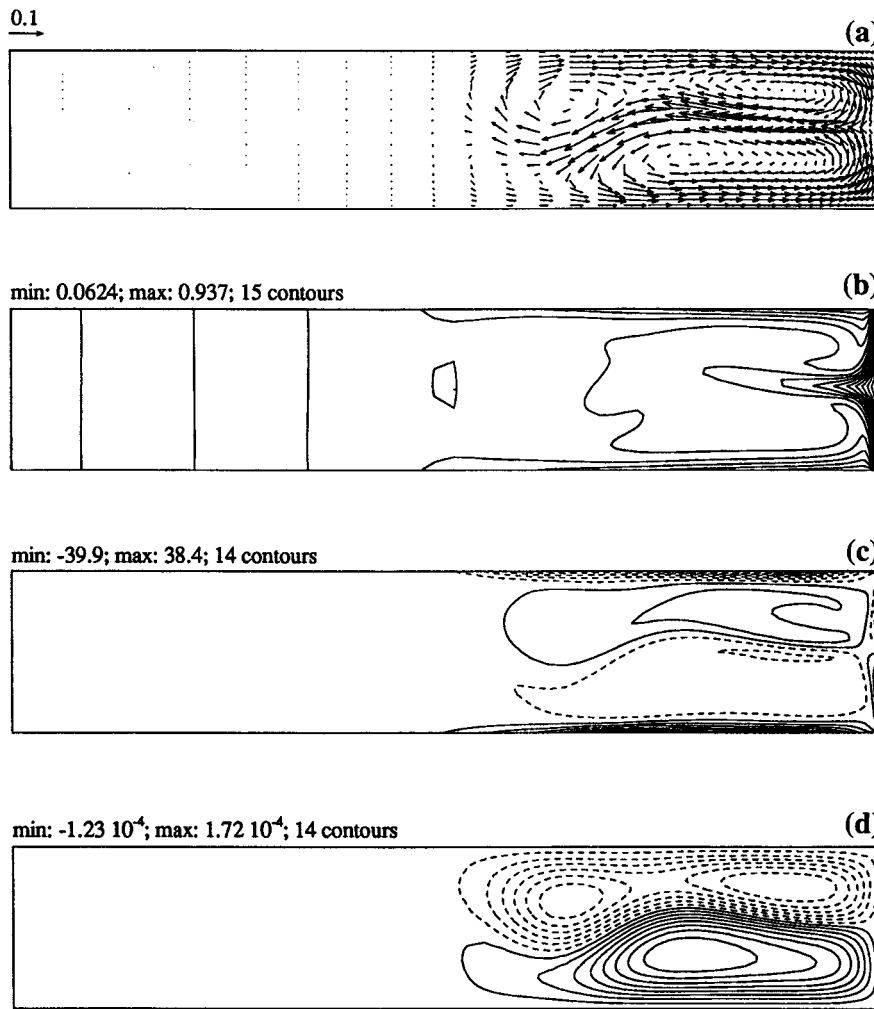 0.1
(a)
min: 0.0624; max: 0.937; 15 contours
(b)
min: -39.9; max: 38.4; 14 contours
(c)
min: -1.23 10⁻⁴; max: 1.72 10⁻⁴; 14 contours
(d)